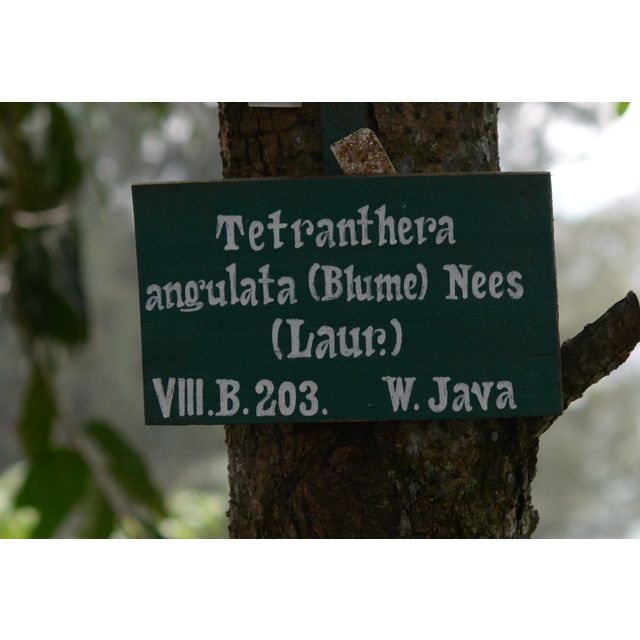 Tetranthera
angulata (Blume) Nees
(Laur.)
VIII.B.203. W. Java